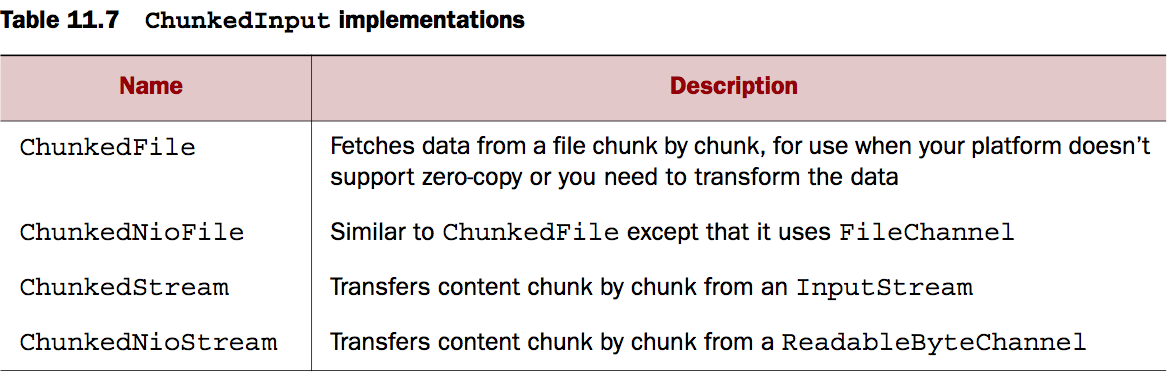 Table 11.7 ChunkedInput implementations
Name Description
ChunkedFile Fetches data from a file chunk by chunk, for use when your platform doesn't
support zero-copy or you need to transform the data
ChunkedNioFile Similar to ChunkedFile except that it uses FileChannel
ChunkedStream Transfers content chunk by chunk from an InputStream
ChunkedNioStream Transfers content chunk by chunk from a ReadableByteChannel